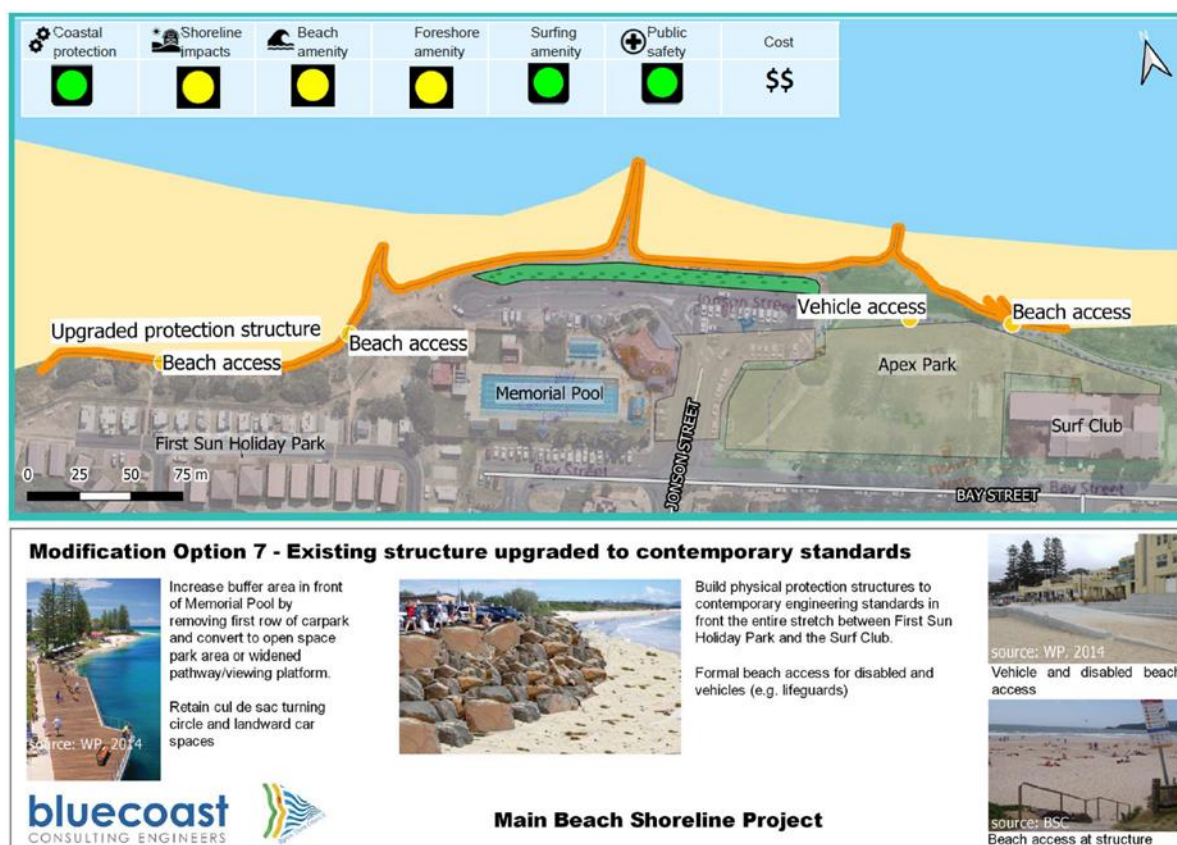 Coastal protection
Shoreline impacts
Beach amenity
Foreshore amenity
Surfing amenity
Public safety
Cost
$$
N
Upgraded protection structure
Beach access
Beach access
Vehicle access
Beach access
Memorial Pool
Apex Park
Surf Club
First Sun Holiday Park
Jonson Street
JONSON STREET
Bay Street
BAY STREET
Bay Street
0 25 50 75 m
Modification Option 7 - Existing structure upgraded to contemporary standards
Increase buffer area in front
of Memorial Pool by
removing first row of carpark
and convert to open space
park area or widened
pathway/viewing platform.
Retain cul de sac turning
circle and landward car
spaces
source: WP, 2014
Build physical protection structures to
contemporary engineering standards in
front the entire stretch between First Sun
Holiday Park and the Surf Club.
Formal beach access for disabled and
vehicles (e.g. lifeguards)
source: WP, 2014
Vehicle and disabled beach
access
source: BSC
Beach access at structure
bluecoast
CONSULTING ENGINEERS
Main Beach Shoreline Project